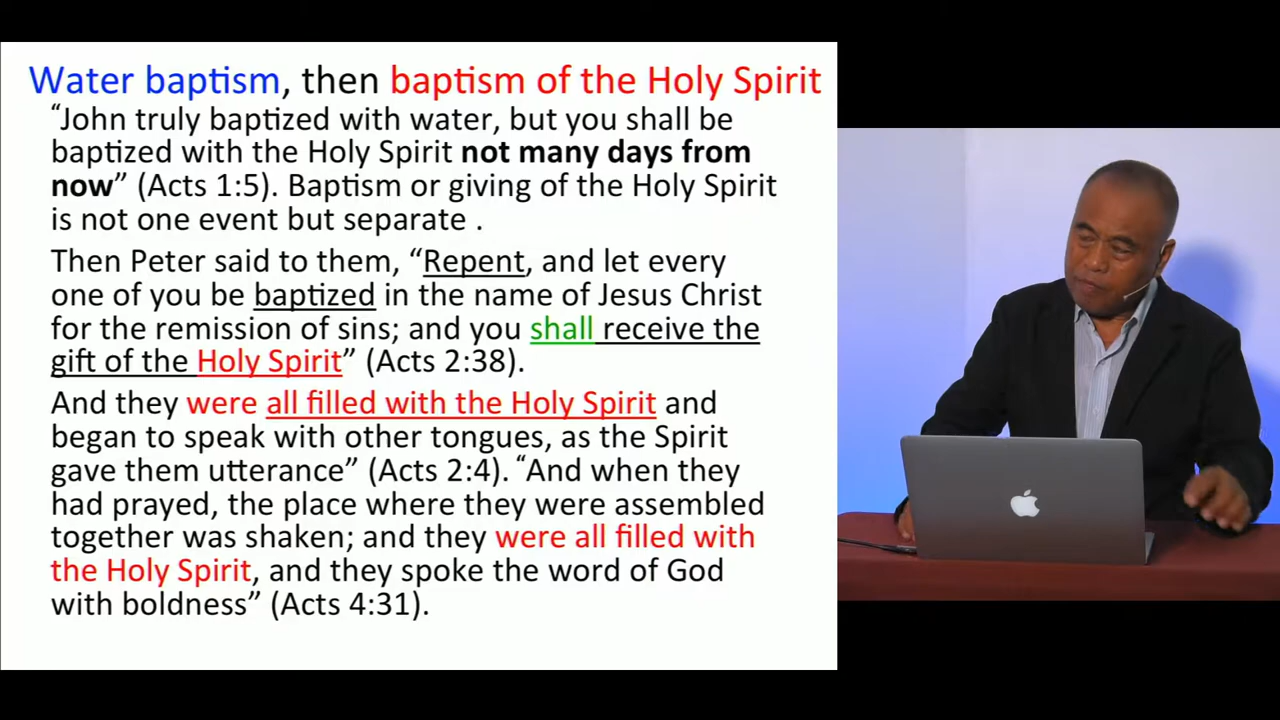 Water baptism, then baptism of the Holy Spirit
“John truly baptized with water, but you shall be
baptized with the Holy Spirit not many days from
now” (Acts 1:5). Baptism or giving of the Holy Spirit
is not one event but separate .
Then Peter said to them, “Repent, and let every
one of you be baptized in the name of Jesus Christ
for the remission of sins; and you shall receive the
gift of the Holy Spirit” (Acts 2:38).
And they were all filled with the Holy Spirit and
began to speak with other tongues, as the Spirit
gave them utterance” (Acts 2:4). “And when they
had prayed, the place where they were assembled
together was shaken; and they were all filled with
the Holy Spirit, and they spoke the word of God
with boldness” (Acts 4:31).